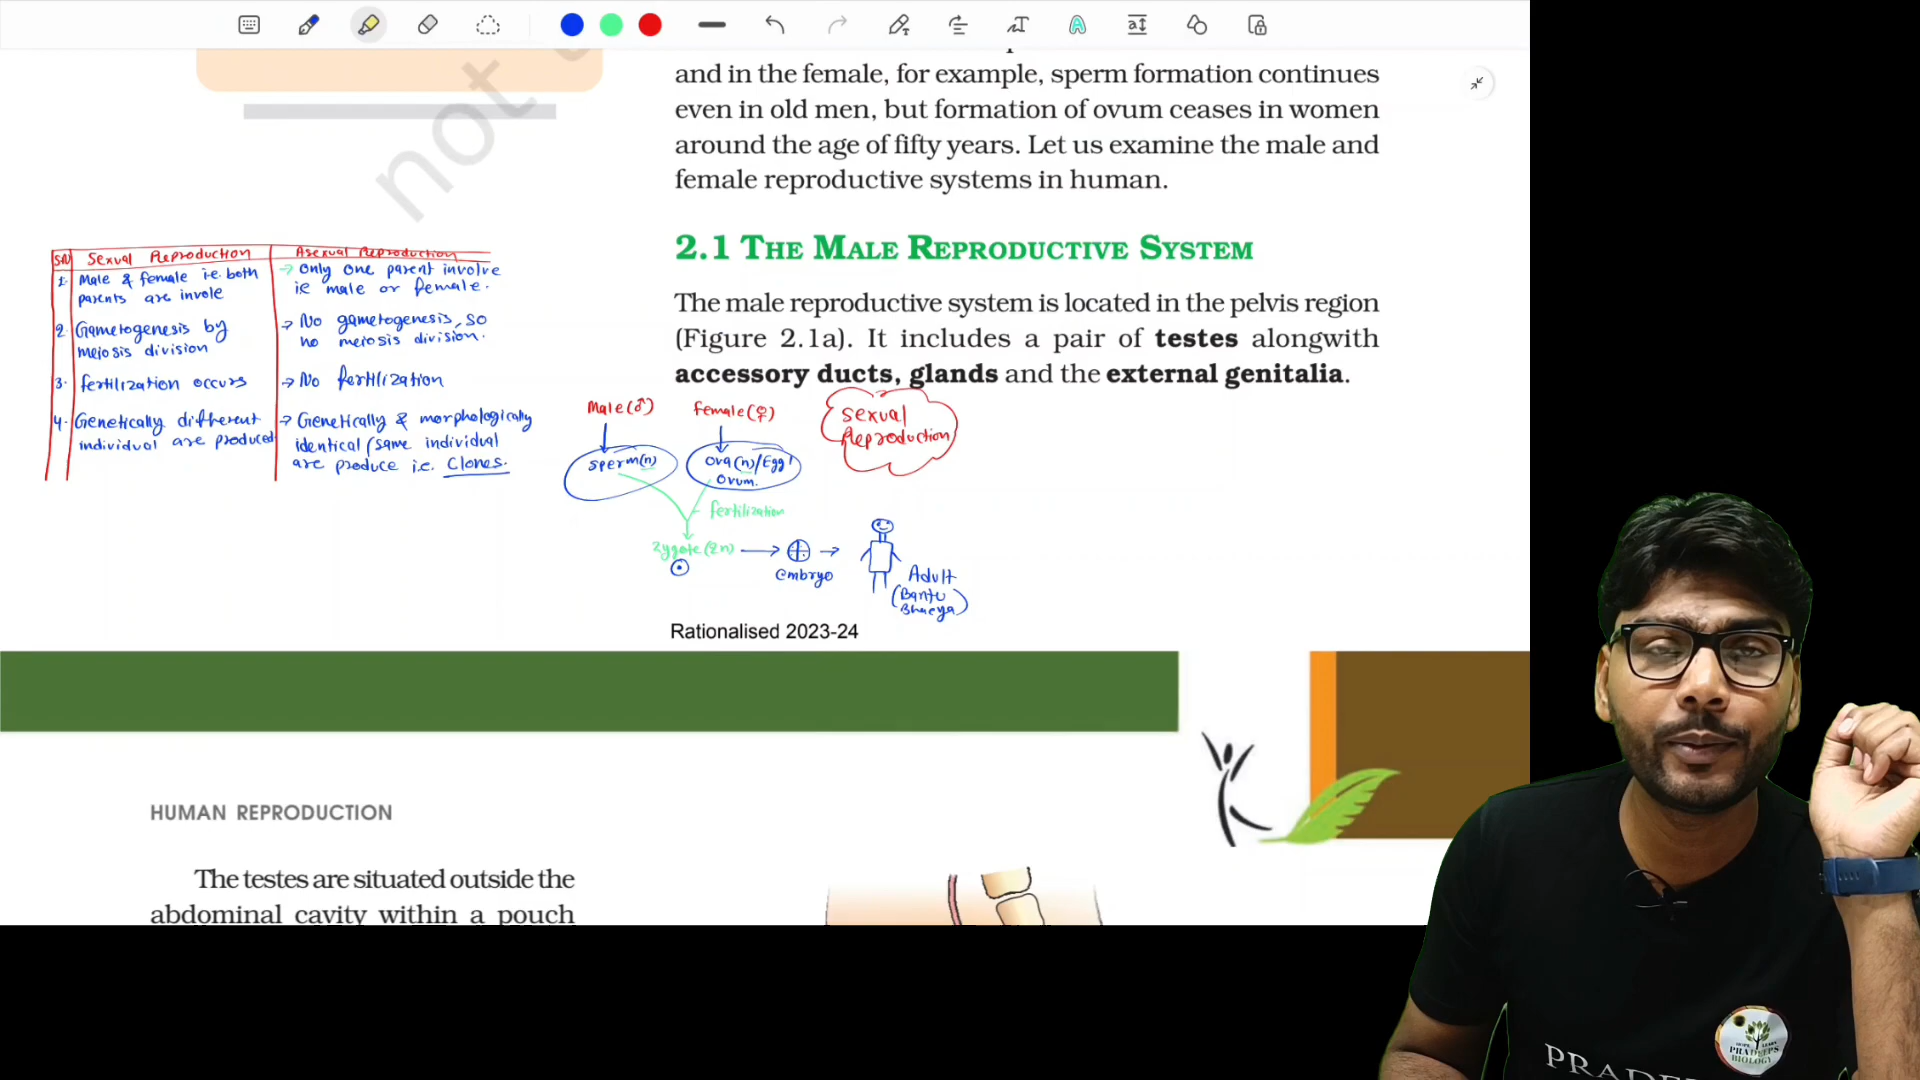 and in the female, for example, sperm formation continues
even in old men, but formation of ovum ceases in women
around the age of fifty years. Let us examine the male and
female reproductive systems in human.
not
2.1 THE MALE REPRODUCTIVE SYSTEM
The male reproductive system is located in the pelvis region
(Figure 2.1a). It includes a pair of testes alongwith
accessory ducts, glands and the external genitalia.
S.N Sexual Reproduction Asexual Reproduction
1. Male & female i.e. both
parents are invole
→ Only one parent involve
ie male or female.
2. Gametogenesis by
meiosis division
→ No gametogenesis, so
no meiosis division.
3. fertilization occurs
→ No fertilization
4. Genetically different
individual are produced
→ Genetically & morphologically
identical (same individual
are produce i.e. Clones.
Male (♂) female (♀)
Sexual
Reproduction
Sperm(n) Ova(n)/Egg/
Ovum.
fertilization
Zygote (2n)
embryo
Adult
(Bantu
Bhaeya)
Rationalised 2023-24
HUMAN REPRODUCTION
The testes are situated outside the
abdominal cavity within a pouch
PRADEEPS
BIOLOGY
PRADE